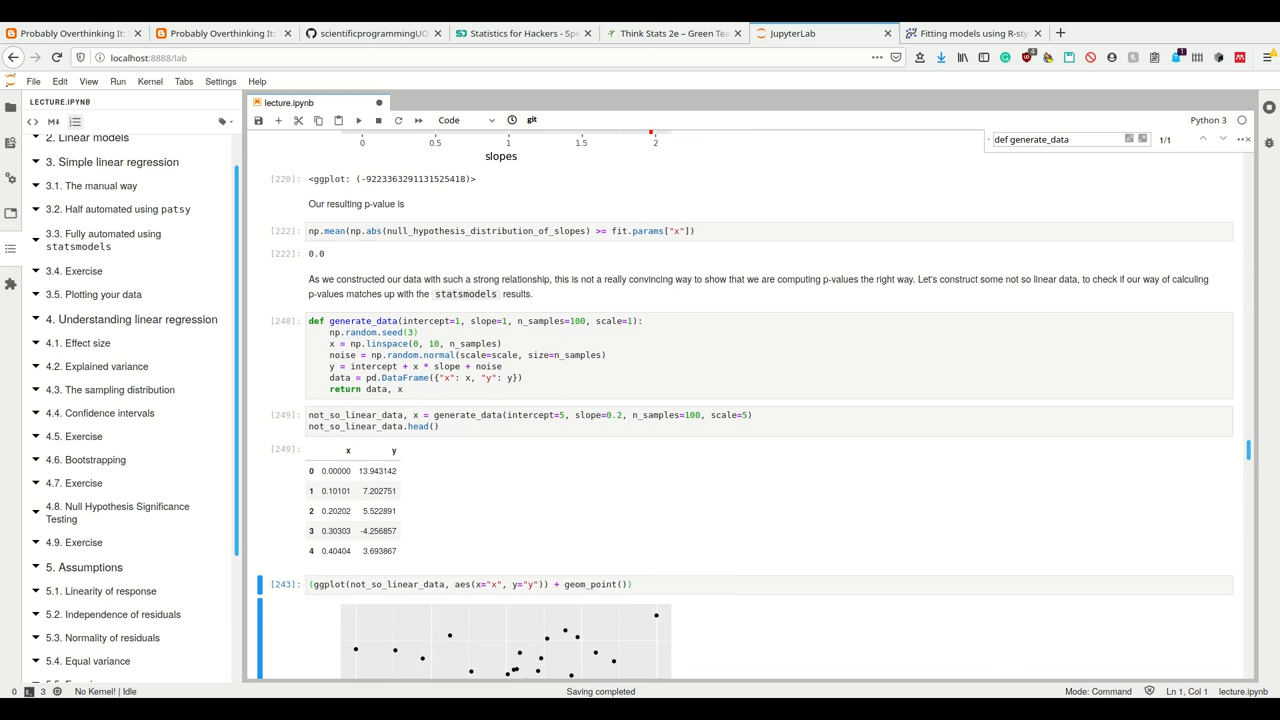 Probably Overthinking It:
Probably Overthinking It:
scientificprogrammingUO
Statistics for Hackers - Spe
Think Stats 2e – Green Tea
JupyterLab
Fitting models using R-styl
localhost:8888/lab
File Edit View Run Kernel Tabs Settings Help
LECTURE.IPYNB
lecture.ipynb
Code
git
Python 3
def generate_data
1/1
2. Linear models
3. Simple linear regression
3.1. The manual way
3.2. Half automated using patsy
3.3. Fully automated using
statsmodels
3.4. Exercise
3.5. Plotting your data
4. Understanding linear regression
4.1. Effect size
4.2. Explained variance
4.3. The sampling distribution
4.4. Confidence intervals
4.5. Exercise
4.6. Bootstrapping
4.7. Exercise
4.8. Null Hypothesis Significance
Testing
4.9. Exercise
5. Assumptions
5.1. Linearity of response
5.2. Independence of residuals
5.3. Normality of residuals
5.4. Equal variance
0 0.5 1 1.5 2
slopes
[220]: <ggplot: (-9223363291131525418)>
Our resulting p-value is
[222]: np.mean(np.abs(null_hypothesis_distribution_of_slopes) >= fit.params["x"])
[222]: 0.0
As we constructed our data with such a strong relationship, this is not a really convincing way to show that we are computing p-values the right way. Let's construct some not so linear data, to check if our way of calculing
p-values matches up with the statsmodels results.
[248]: def generate_data(intercept=1, slope=1, n_samples=100, scale=1):
np.random.seed(3)
x = np.linspace(0, 10, n_samples)
noise = np.random.normal(scale=scale, size=n_samples)
y = intercept + x * slope + noise
data = pd.DataFrame({"x": x, "y": y})
return data, x
[249]: not_so_linear_data, x = generate_data(intercept=5, slope=0.2, n_samples=100, scale=5)
not_so_linear_data.head()
[249]: x y
0 0.00000 13.943142
1 0.10101 7.202751
2 0.20202 5.522891
3 0.30303 -4.256857
4 0.40404 3.693867
[243]: (ggplot(not_so_linear_data, aes(x="x", y="y")) + geom_point())
0 3 No Kernel! | Idle
Saving completed
Mode: Command Ln 1, Col 1 lecture.ipynb